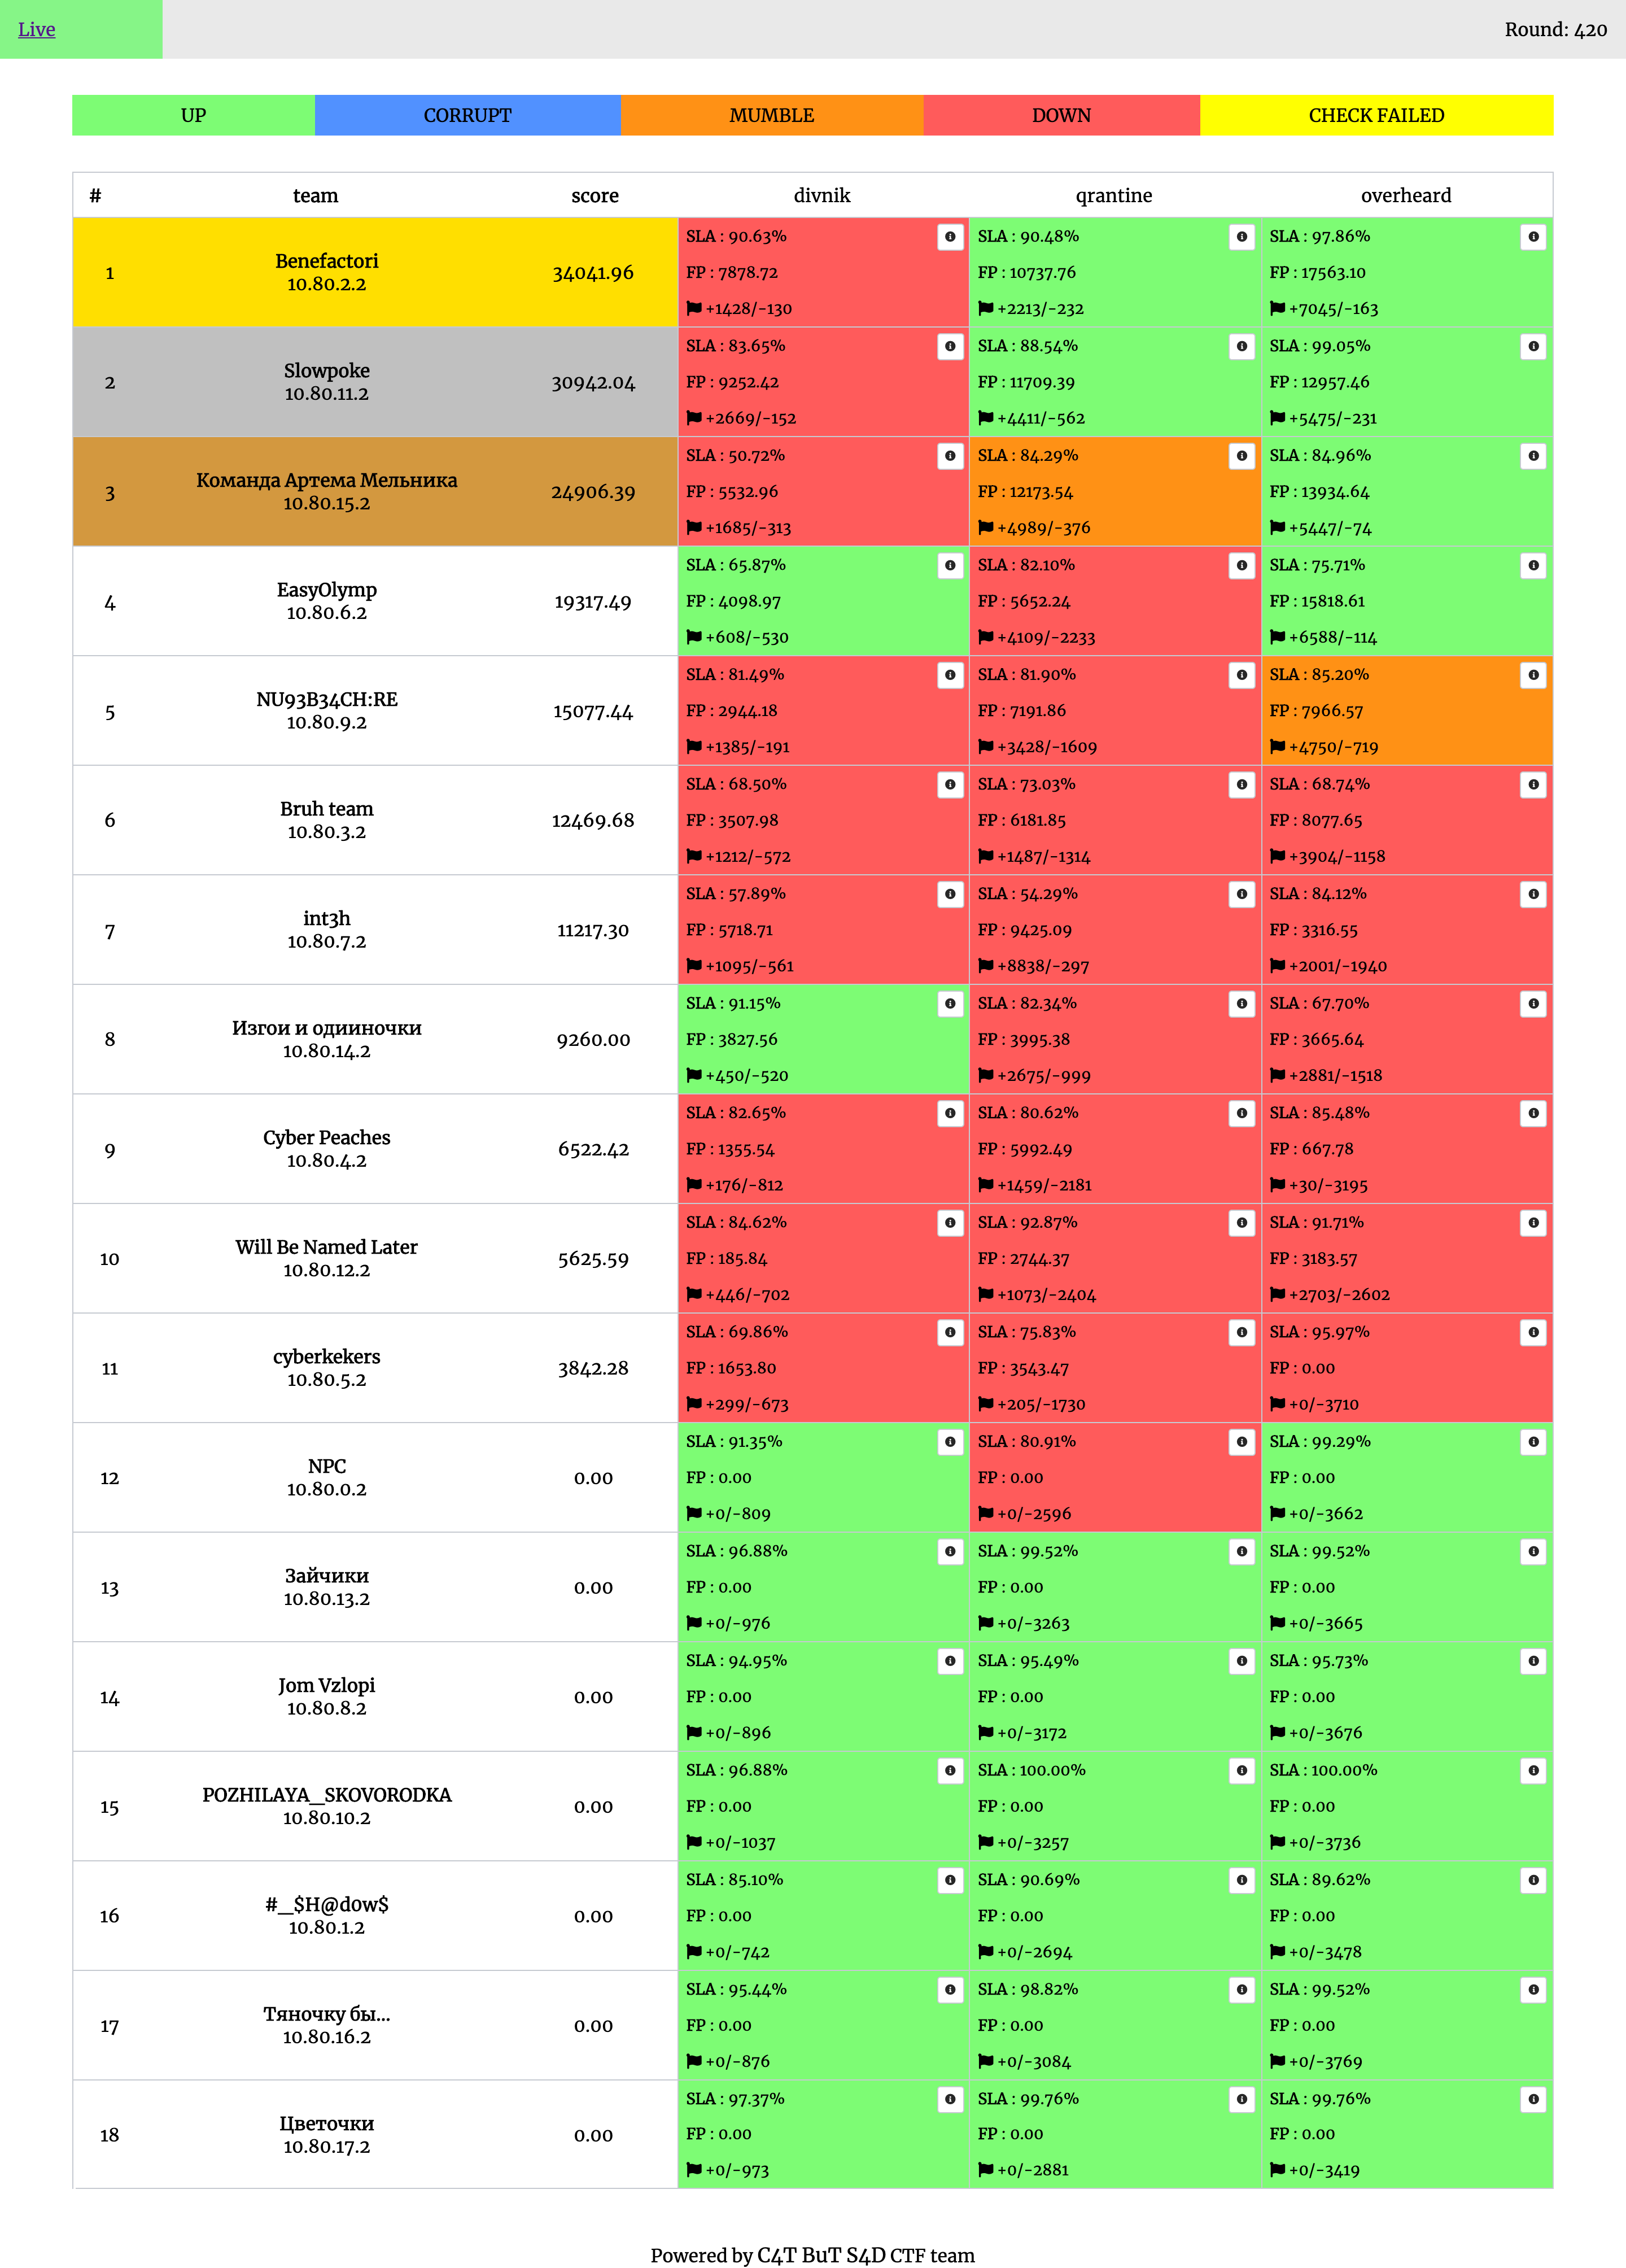 Live
Round: 420
UP
CORRUPT
MUMBLE
DOWN
CHECK FAILED
# team score divnik qrantine overheard
1
Benefactori
10.80.2.2
34041.96
SLA : 90.63%
FP : 7878.72
+1428/-130
SLA : 90.48%
FP : 10737.76
+2213/-232
SLA : 97.86%
FP : 17563.10
+7045/-163
2
Slowpoke
10.80.11.2
30942.04
SLA : 83.65%
FP : 9252.42
+2669/-152
SLA : 88.54%
FP : 11709.39
+4411/-562
SLA : 99.05%
FP : 12957.46
+5475/-231
3
Команда Артема Мельника
10.80.15.2
24906.39
SLA : 50.72%
FP : 5532.96
+1685/-313
SLA : 84.29%
FP : 12173.54
+4989/-376
SLA : 84.96%
FP : 13934.64
+5447/-74
4
EasyOlymp
10.80.6.2
19317.49
SLA : 65.87%
FP : 4098.97
+608/-530
SLA : 82.10%
FP : 5652.24
+4109/-2233
SLA : 75.71%
FP : 15818.61
+6588/-114
5
NU93B34CH:RE
10.80.9.2
15077.44
SLA : 81.49%
FP : 2944.18
+1385/-191
SLA : 81.90%
FP : 7191.86
+3428/-1609
SLA : 85.20%
FP : 7966.57
+4750/-719
6
Bruh team
10.80.3.2
12469.68
SLA : 68.50%
FP : 3507.98
+1212/-572
SLA : 73.03%
FP : 6181.85
+1487/-1314
SLA : 68.74%
FP : 8077.65
+3904/-1158
7
int3h
10.80.7.2
11217.30
SLA : 57.89%
FP : 5718.71
+1095/-561
SLA : 54.29%
FP : 9425.09
+8838/-297
SLA : 84.12%
FP : 3316.55
+2001/-1940
8
Изгои и одииночки
10.80.14.2
9260.00
SLA : 91.15%
FP : 3827.56
+450/-520
SLA : 82.34%
FP : 3995.38
+2675/-999
SLA : 67.70%
FP : 3665.64
+2881/-1518
9
Cyber Peaches
10.80.4.2
6522.42
SLA : 82.65%
FP : 1355.54
+176/-812
SLA : 80.62%
FP : 5992.49
+1459/-2181
SLA : 85.48%
FP : 667.78
+30/-3195
10
Will Be Named Later
10.80.12.2
5625.59
SLA : 84.62%
FP : 185.84
+446/-702
SLA : 92.87%
FP : 2744.37
+1073/-2404
SLA : 91.71%
FP : 3183.57
+2703/-2602
11
cyberkekers
10.80.5.2
3842.28
SLA : 69.86%
FP : 1653.80
+299/-673
SLA : 75.83%
FP : 3543.47
+205/-1730
SLA : 95.97%
FP : 0.00
+0/-3710
12
NPC
10.80.0.2
0.00
SLA : 91.35%
FP : 0.00
+0/-809
SLA : 80.91%
FP : 0.00
+0/-2596
SLA : 99.29%
FP : 0.00
+0/-3662
13
Зайчики
10.80.13.2
0.00
SLA : 96.88%
FP : 0.00
+0/-976
SLA : 99.52%
FP : 0.00
+0/-3263
SLA : 99.52%
FP : 0.00
+0/-3665
14
Jom Vzlopi
10.80.8.2
0.00
SLA : 94.95%
FP : 0.00
+0/-896
SLA : 95.49%
FP : 0.00
+0/-3172
SLA : 95.73%
FP : 0.00
+0/-3676
15
POZHILAYA_SKOVORODKA
10.80.10.2
0.00
SLA : 96.88%
FP : 0.00
+0/-1037
SLA : 100.00%
FP : 0.00
+0/-3257
SLA : 100.00%
FP : 0.00
+0/-3736
16
#_$H@d0w$
10.80.1.2
0.00
SLA : 85.10%
FP : 0.00
+0/-742
SLA : 90.69%
FP : 0.00
+0/-2694
SLA : 89.62%
FP : 0.00
+0/-3478
17
Тяночку бы...
10.80.16.2
0.00
SLA : 95.44%
FP : 0.00
+0/-876
SLA : 98.82%
FP : 0.00
+0/-3084
SLA : 99.52%
FP : 0.00
+0/-3769
18
Цветочки
10.80.17.2
0.00
SLA : 97.37%
FP : 0.00
+0/-973
SLA : 99.76%
FP : 0.00
+0/-2881
SLA : 99.76%
FP : 0.00
+0/-3419
Powered by C4T BuT S4D CTF team